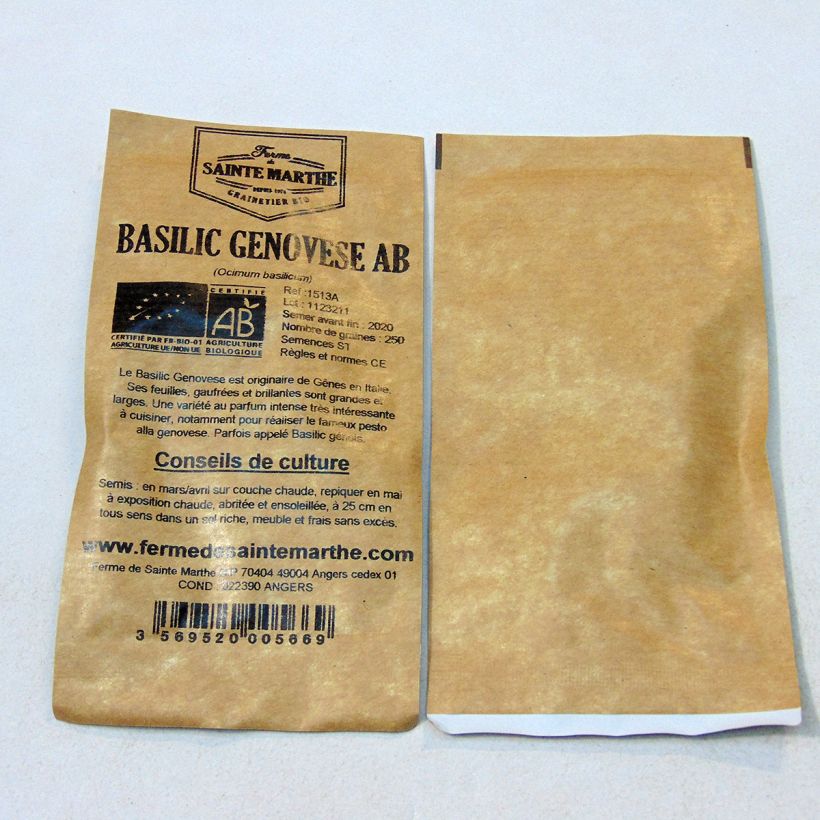 Ferme
de
SAINTE MARTHE
DEPUIS 1974
GRAINETIER BIO
BASILIC GENOVESE AB
(Ocimum basilicum)
CERTIFIÉ
AB
CERTIFIÉ PAR FR-BIO-01
AGRICULTURE UE/NON UE
AGRICULTURE
BIOLOGIQUE
Ref :1513A
Lot : 1123211
Semer avant fin : 2020
Nombre de graines : 250
Semences ST
Règles et normes CE
Le Basilic Genovese est originaire de Gênes en Italie.
Ses feuilles, gaufrées et brillantes sont grandes et
larges. Une variété au parfum intense très intéressante
à cuisiner, notamment pour réaliser le fameux pesto
alla genovese. Parfois appelé Basilic génois.
Conseils de culture
Semis : en mars/avril sur couche chaude, repiquer en mai
à exposition chaude, abritée et ensoleillée, à 25 cm en
tous sens dans un sol riche, meuble et frais sans excès.
www.fermedesaintemarthe.com
Ferme de Sainte Marthe BP 70404 49004 Angers cedex 01
COND : 322390 ANGERS
3 569520 005669